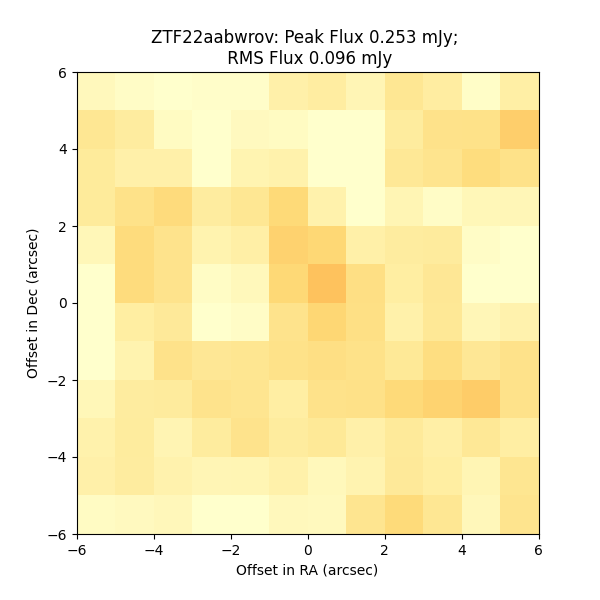 ZTF22aabwrov: Peak Flux 0.253 mJy;
RMS Flux 0.096 mJy
6
4
2
0
−2
−4
−6
Offset in Dec (arcsec)
−6 −4 −2 0 2 4 6
Offset in RA (arcsec)